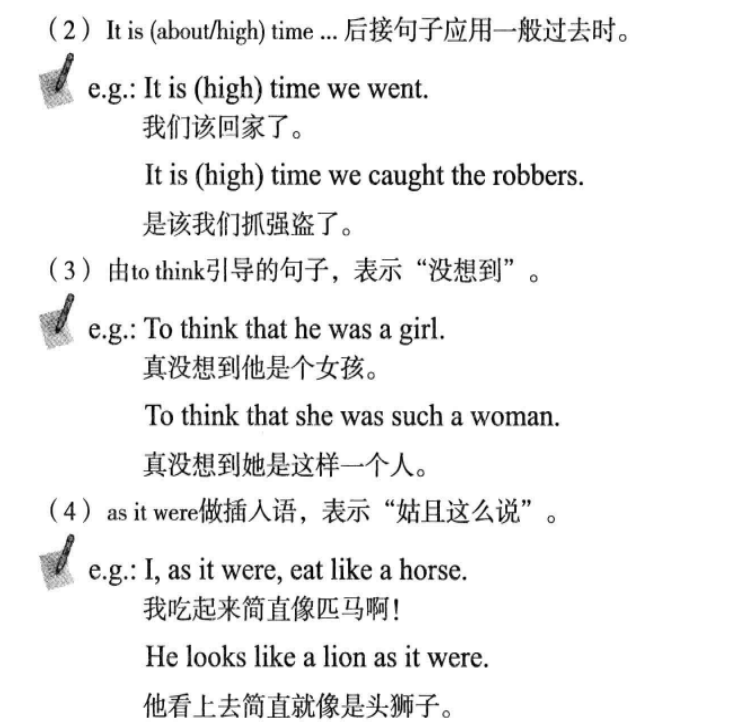 （2）It is (about/high) time ... 后接句子应用一般过去时。
e.g.: It is (high) time we went.
我们该回家了。
It is (high) time we caught the robbers.
是该我们抓强盗了。
（3）由to think引导的句子，表示“没想到”。
e.g.: To think that he was a girl.
真没想到他是个女孩。
To think that she was such a woman.
真没想到她是这样一个人。
（4）as it were做插入语，表示“姑且这么说”。
e.g.: I, as it were, eat like a horse.
我吃起来简直像匹马啊！
He looks like a lion as it were.
他看上去简直就像是头狮子。